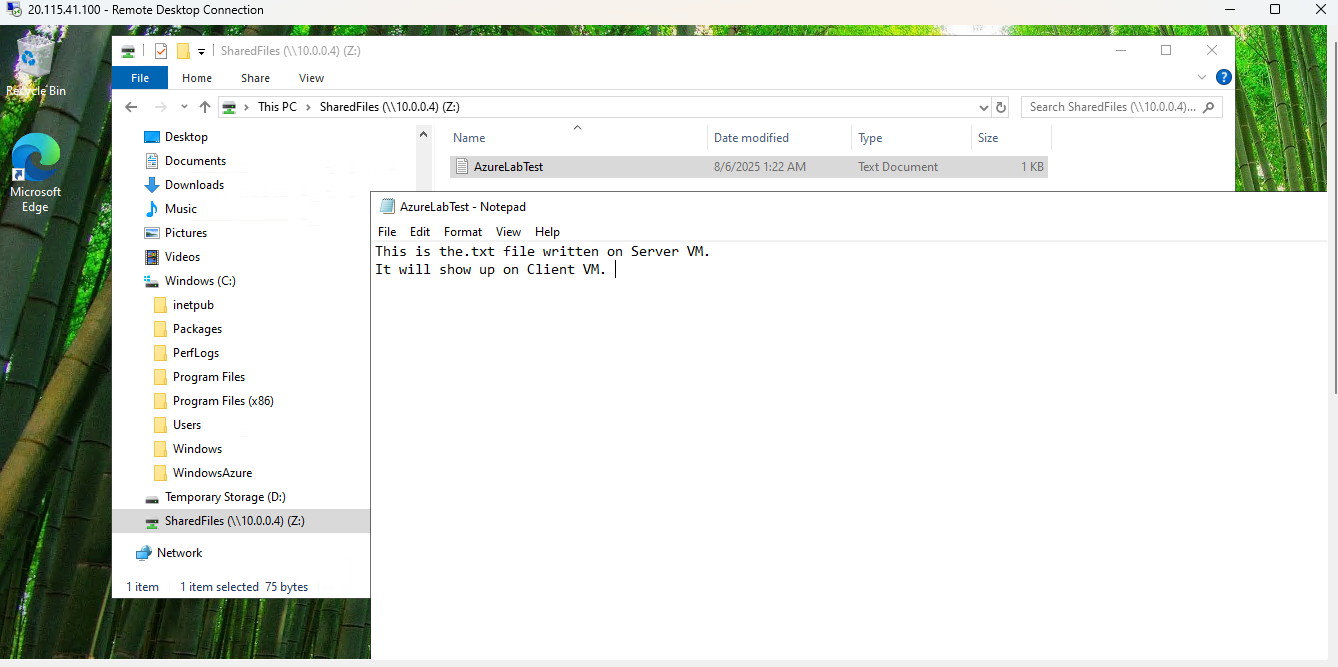 20.115.41.100 - Remote Desktop Connection
Recycle Bin
Microsoft
Edge
SharedFiles (\\10.0.0.4) (Z:)
File Home Share View
This PC > SharedFiles (\\10.0.0.4) (Z:)
Search SharedFiles (\\10.0.0.4)...
Desktop
Documents
Downloads
Music
Pictures
Videos
Windows (C:)
inetpub
Packages
PerfLogs
Program Files
Program Files (x86)
Users
Windows
WindowsAzure
Temporary Storage (D:)
SharedFiles (\\10.0.0.4) (Z:)
Network
1 item 1 item selected 75 bytes
Name Date modified Type Size
AzureLabTest 8/6/2025 1:22 AM Text Document 1 KB
AzureLabTest - Notepad
File Edit Format View Help
This is the.txt file written on Server VM.
It will show up on Client VM.